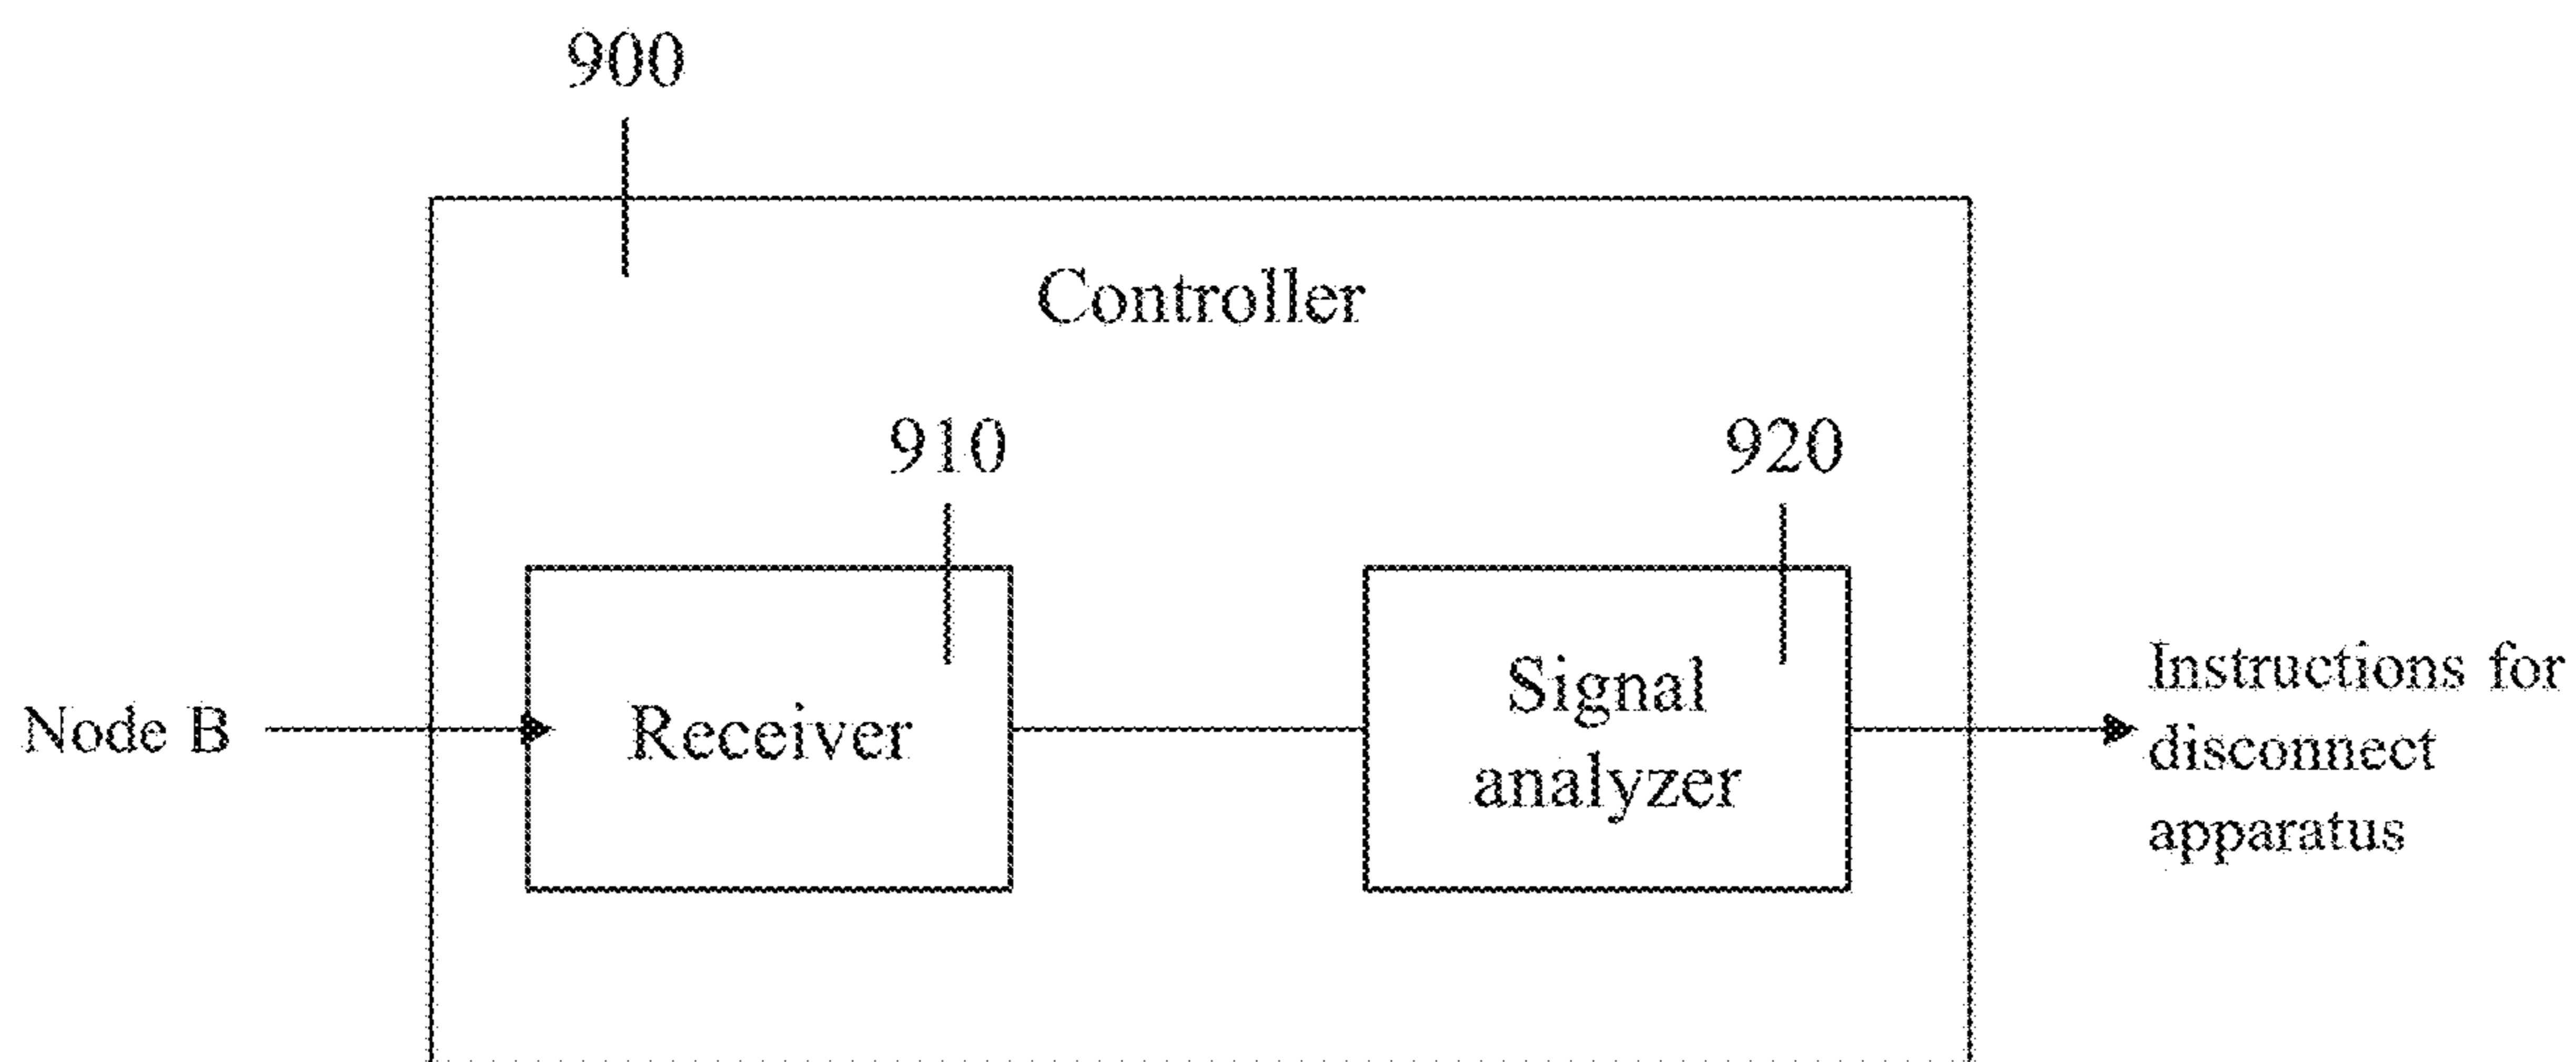 900
Controller
910
920
Node B
Receiver
Signal
analyzer
Instructions for
disconnect
apparatus